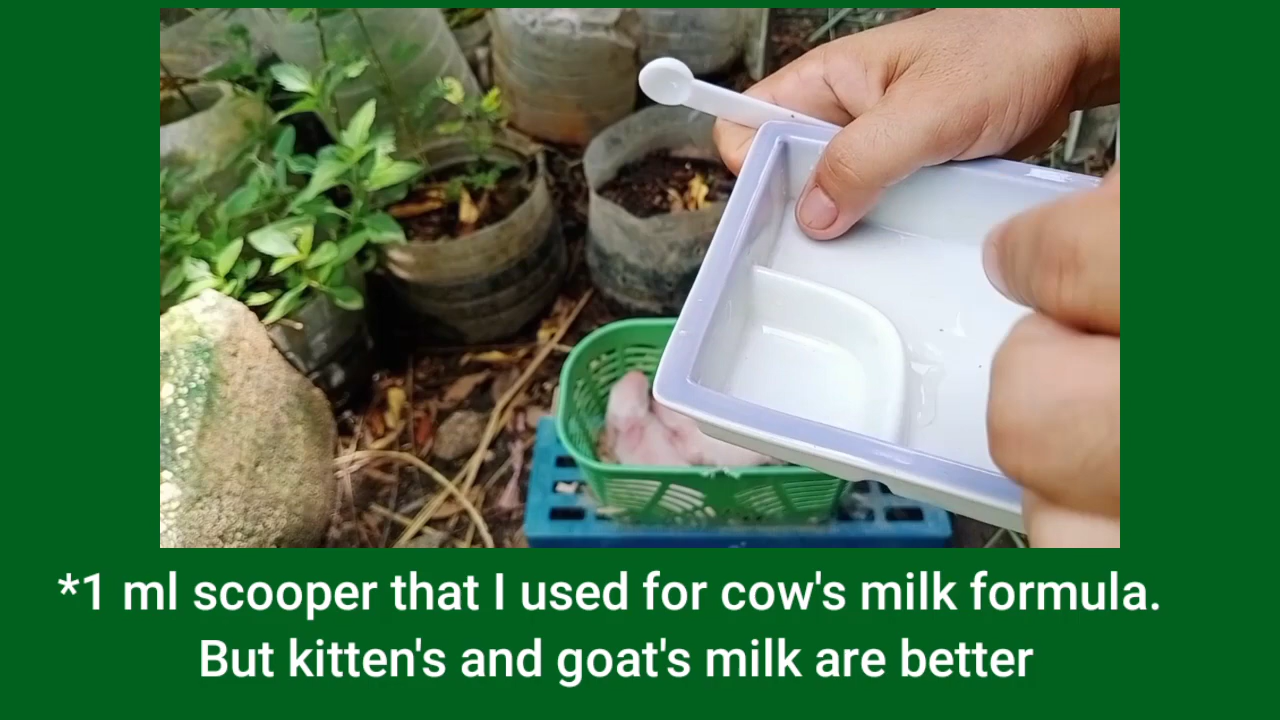 *1 ml scooper that I used for cow's milk formula.
But kitten's and goat's milk are better